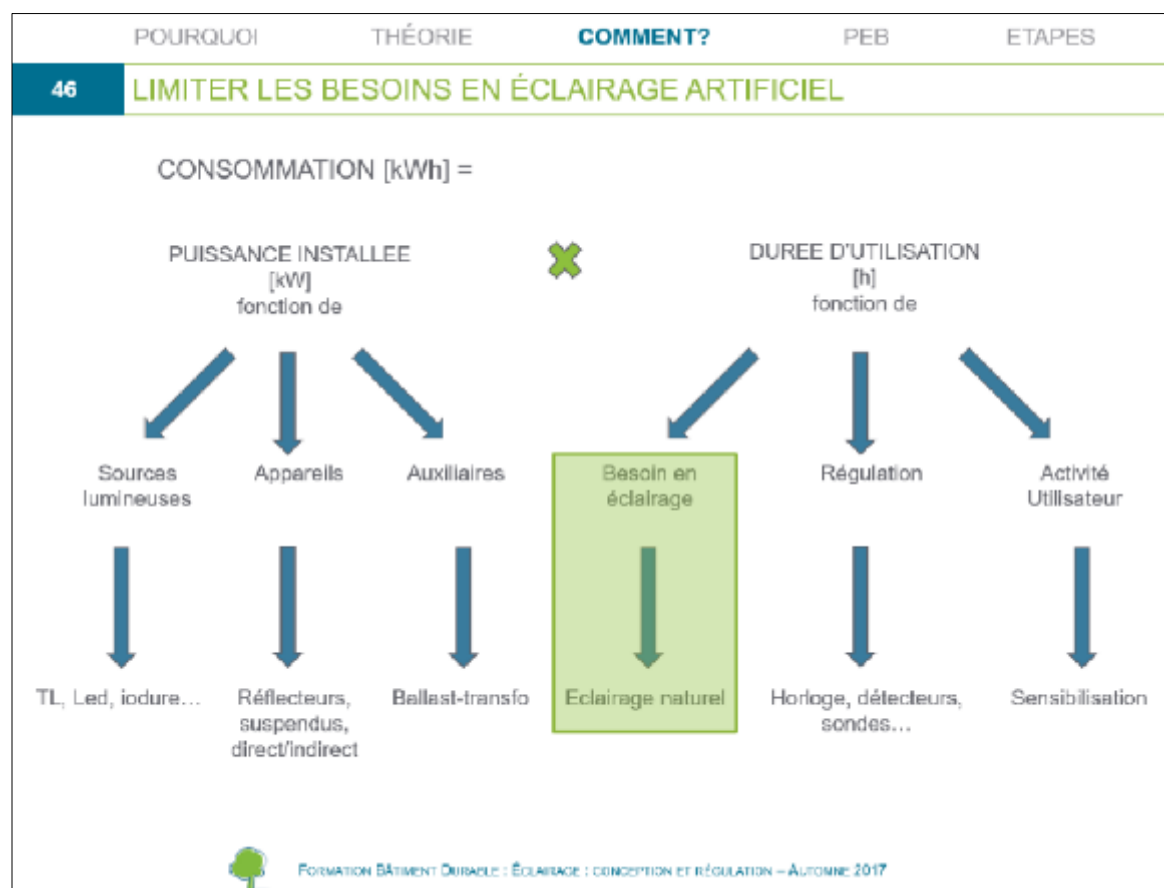 POURQUOI THÉORIE COMMENT? PEB ETAPES
46 LIMITER LES BESOINS EN ÉCLAIRAGE ARTIFICIEL
CONSOMMATION [kWh] =
PUISSANCE INSTALLEE
[kW]
fonction de
DUREE D'UTILISATION
[h]
fonction de
Sources
lumineuses
Appareils
Auxiliaires
Besoin en
éclairage
Régulation
Activité
Utilisateur
TL, Led, iodure...
Réflecteurs,
suspendus,
direct/indirect
Ballast-transfo
Eclairage naturel
Horloge, détecteurs,
sondes...
Sensibilisation
FORMATION BÂTIMENT DURABLE : ÉCLAIRAGE : CONCEPTION ET RÉGULATION – AUTOMNE 2017